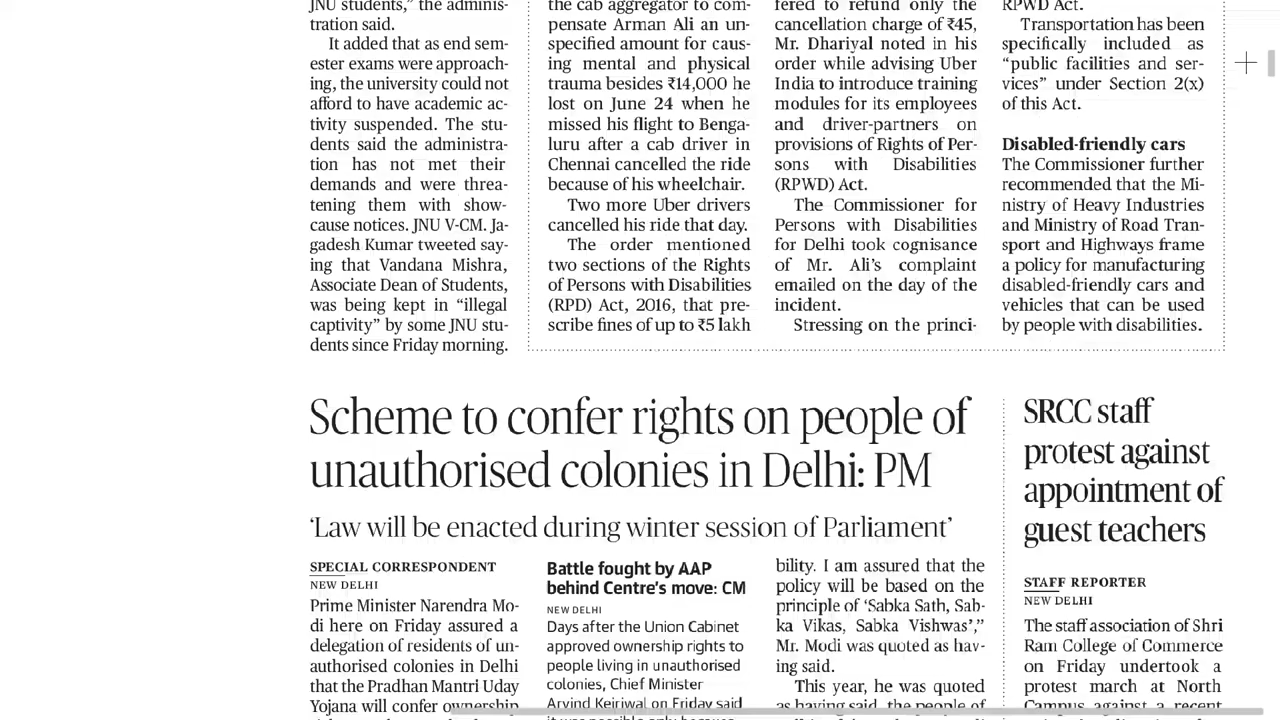 JNU students,” the adminis-
tration said.
It added that as end sem-
ester exams were approach-
ing, the university could not
afford to have academic ac-
tivity suspended. The stu-
dents said the administra-
tion has not met their
demands and were threa-
tening them with show-
cause notices. JNU V-CM. Ja-
gadesh Kumar tweeted say-
ing that Vandana Mishra,
Associate Dean of Students,
was being kept in “illegal
captivity” by some JNU stu-
dents since Friday morning.
the cab aggregator to com-
pensate Arman Ali an un-
specified amount for caus-
ing mental and physical
trauma besides ₹14,000 he
lost on June 24 when he
missed his flight to Benga-
luru after a cab driver in
Chennai cancelled the ride
because of his wheelchair.
Two more Uber drivers
cancelled his ride that day.
The order mentioned
two sections of the Rights
of Persons with Disabilities
(RPD) Act, 2016, that pre-
scribe fines of up to ₹5 lakh
fered to refund only the
cancellation charge of ₹45,
Mr. Dhariyal noted in his
order while advising Uber
India to introduce training
modules for its employees
and driver-partners on
provisions of Rights of Per-
sons with Disabilities
(RPWD) Act.
The Commissioner for
Persons with Disabilities
for Delhi took cognisance
of Mr. Ali’s complaint
emailed on the day of the
incident.
Stressing on the princi-
RPWD Act.
Transportation has been
specifically included as
“public facilities and ser-
vices” under Section 2(x)
of this Act.
Disabled-friendly cars
The Commissioner further
recommended that the Mi-
nistry of Heavy Industries
and Ministry of Road Tran-
sport and Highways frame
a policy for manufacturing
disabled-friendly cars and
vehicles that can be used
by people with disabilities.
Scheme to confer rights on people of
unauthorised colonies in Delhi: PM
‘Law will be enacted during winter session of Parliament’
SPECIAL CORRESPONDENT
NEW DELHI
Prime Minister Narendra Mo-
di here on Friday assured a
delegation of residents of un-
authorised colonies in Delhi
that the Pradhan Mantri Uday
Yojana will confer ownership
Battle fought by AAP
behind Centre’s move: CM
NEW DELHI
Days after the Union Cabinet
approved ownership rights to
people living in unauthorised
colonies, Chief Minister
Arvind Kejriwal on Friday said
it was possible only because
bility. I am assured that the
policy will be based on the
principle of ‘Sabka Sath, Sab-
ka Vikas, Sabka Vishwas’,”
Mr. Modi was quoted as hav-
ing said.
This year, he was quoted
as having said, the people of
SRCC staff
protest against
appointment of
guest teachers
STAFF REPORTER
NEW DELHI
The staff association of Shri
Ram College of Commerce
on Friday undertook a
protest march at North
Campus against a recent